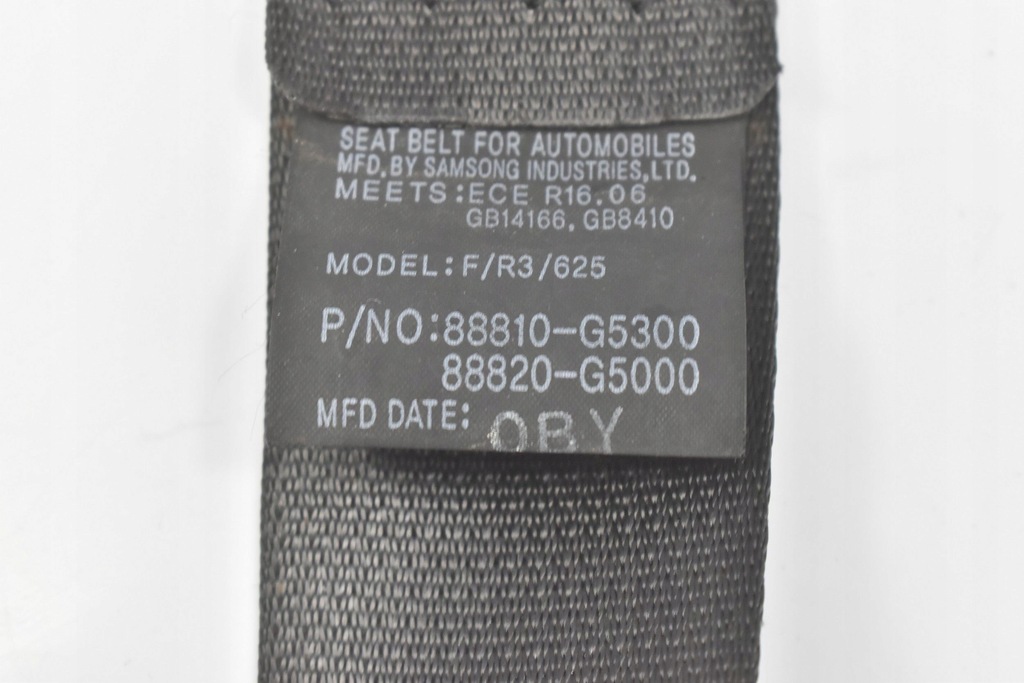 SEAT BELT FOR AUTOMOBILES
MFD.BY SAMSONG INDUSTRIES,LTD.
MEETS:ECE R16.06
GB14166, GB8410
MODEL:F/R3/625
P/NO:88810-G5300
88820-G5000
MFD DATE: OBY